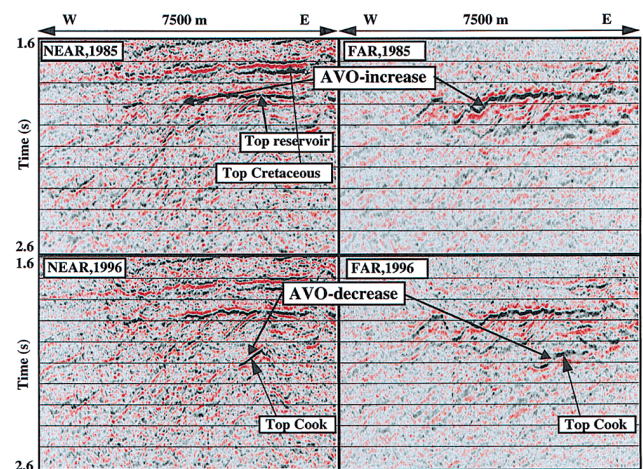 W 7500 m E W 7500 m E
1.6
NEAR,1985 FAR,1985
AVO-increase
Time (s)
Top reservoir
Top Cretaceous
2.6
1.6
NEAR,1996 FAR,1996
AVO-decrease
Time (s)
Top Cook Top Cook
2.6